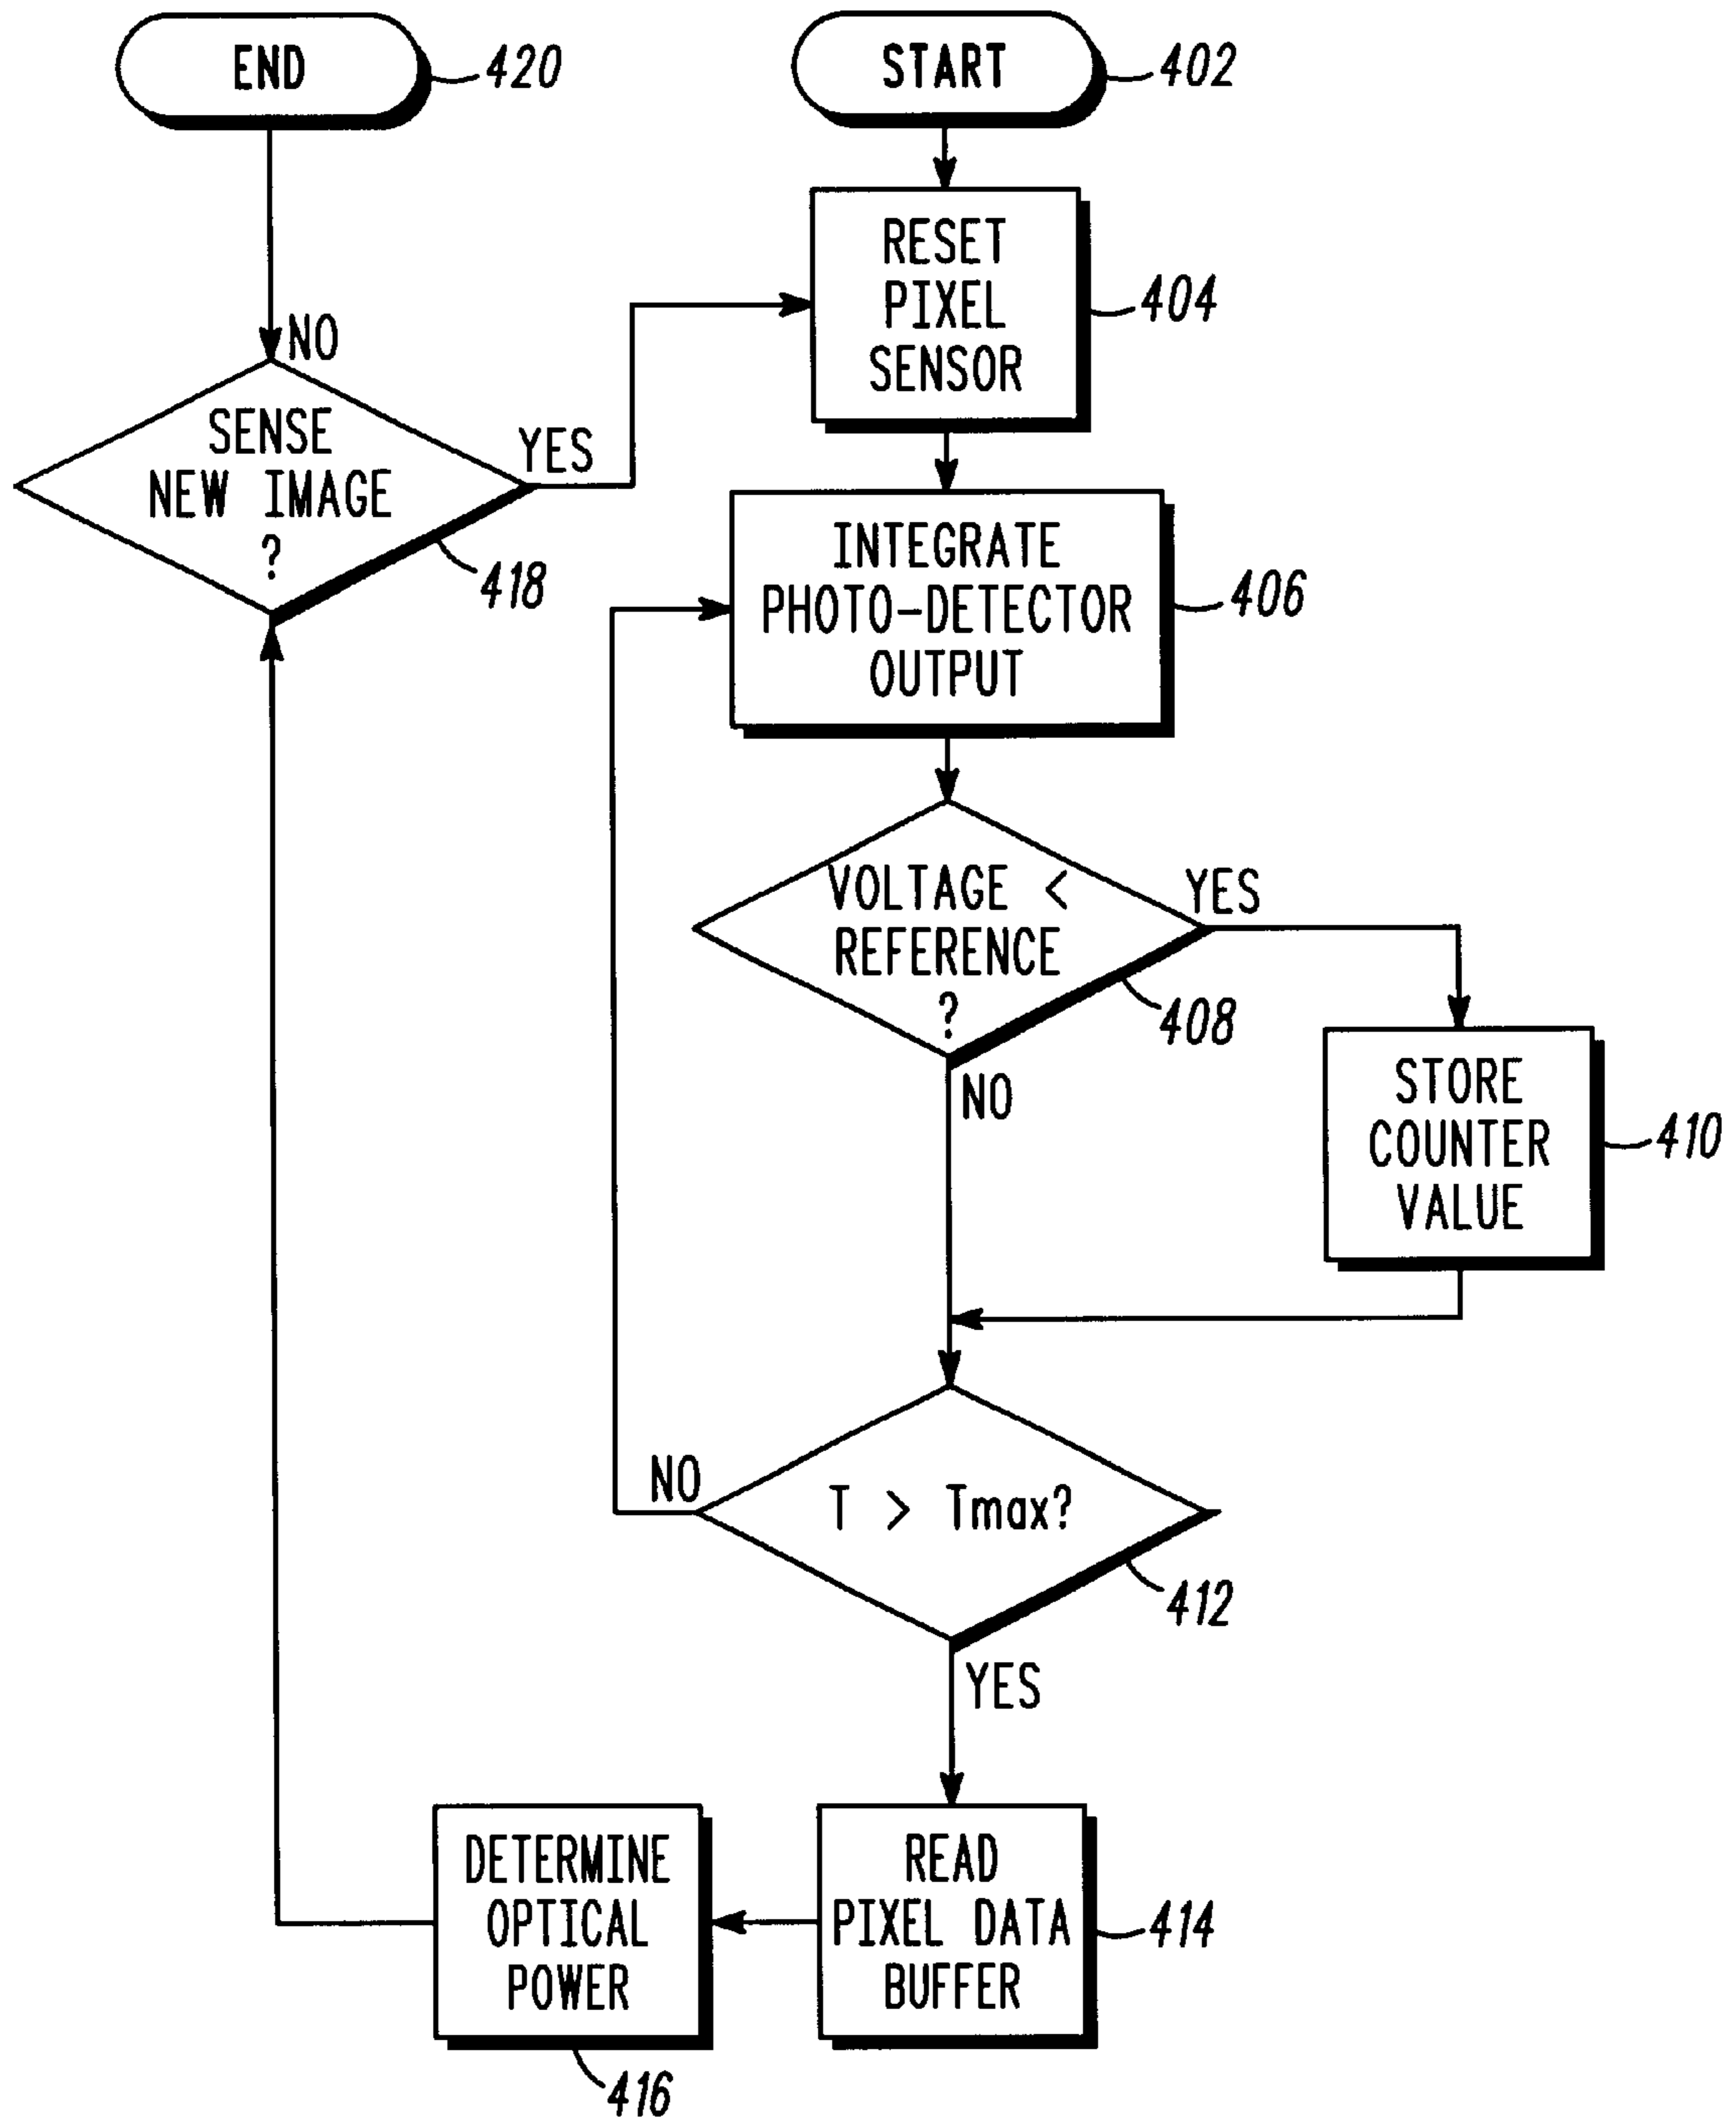 END
420
START
402
RESET
PIXEL
SENSOR
404
NO
SENSE
NEW IMAGE
?
YES
418
INTEGRATE
PHOTO-DETECTOR
OUTPUT
406
VOLTAGE <
REFERENCE
?
YES
408
NO
STORE
COUNTER
VALUE
410
T > Tmax?
NO
412
YES
DETERMINE
OPTICAL
POWER
416
READ
PIXEL DATA
BUFFER
414